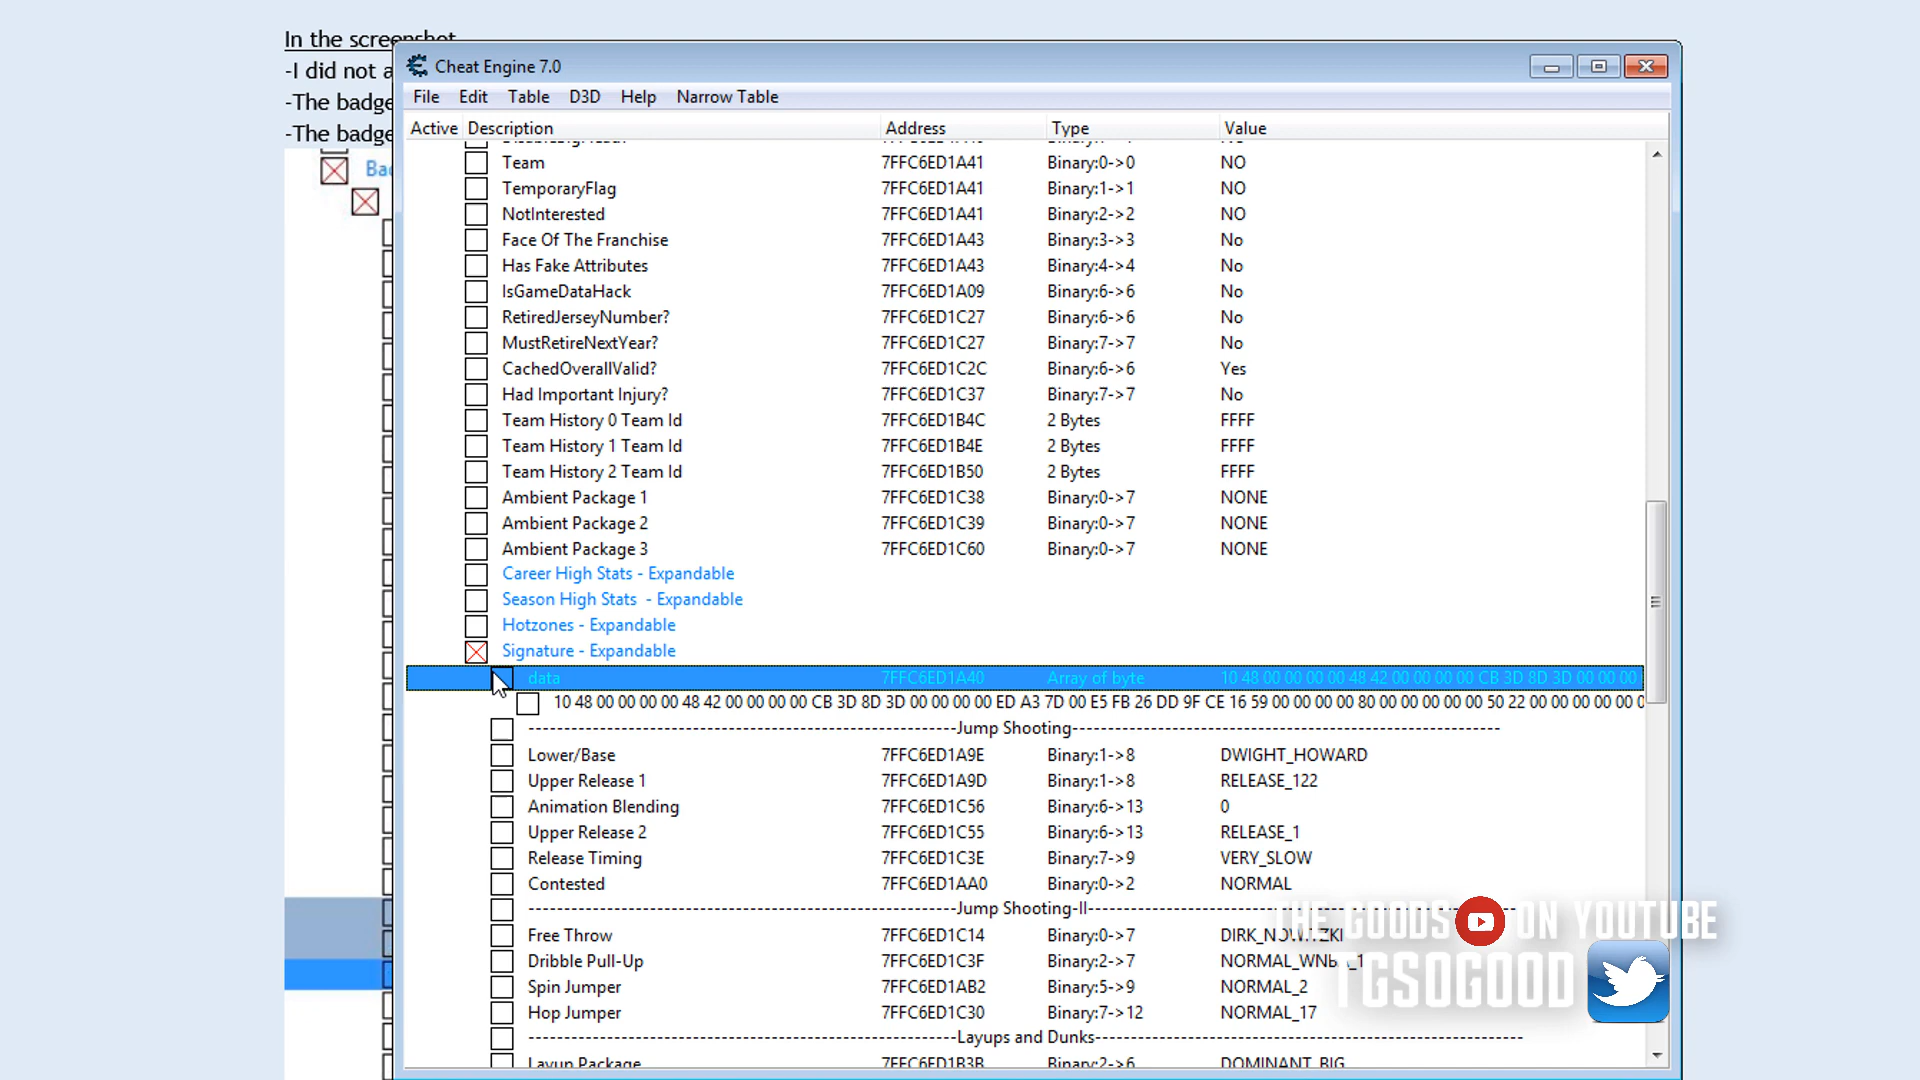 In the screenshot
-I did not a
-The badge
-The badge
Bad
Cheat Engine 7.0
File Edit Table D3D Help Narrow Table
Active Description Address Type Value
Team 7FFC6ED1A41 Binary:0->0 NO
TemporaryFlag 7FFC6ED1A41 Binary:1->1 NO
NotInterested 7FFC6ED1A41 Binary:2->2 NO
Face Of The Franchise 7FFC6ED1A43 Binary:3->3 No
Has Fake Attributes 7FFC6ED1A43 Binary:4->4 No
IsGameDataHack 7FFC6ED1A09 Binary:6->6 No
RetiredJerseyNumber? 7FFC6ED1C27 Binary:6->6 No
MustRetireNextYear? 7FFC6ED1C27 Binary:7->7 No
CachedOverallValid? 7FFC6ED1C2C Binary:6->6 Yes
Had Important Injury? 7FFC6ED1C37 Binary:7->7 No
Team History 0 Team Id 7FFC6ED1B4C 2 Bytes FFFF
Team History 1 Team Id 7FFC6ED1B4E 2 Bytes FFFF
Team History 2 Team Id 7FFC6ED1B50 2 Bytes FFFF
Ambient Package 1 7FFC6ED1C38 Binary:0->7 NONE
Ambient Package 2 7FFC6ED1C39 Binary:0->7 NONE
Ambient Package 3 7FFC6ED1C60 Binary:0->7 NONE
Career High Stats - Expandable
Season High Stats - Expandable
Hotzones - Expandable
Signature - Expandable
data 7FFC6ED1A40 Array of byte 10 48 00 00 00 00 48 42 00 00 00 00 CB 3D 8D 3D 00 00 00 00
10 48 00 00 00 00 48 42 00 00 00 00 CB 3D 8D 3D 00 00 00 00 ED A3 7D 00 E5 FB 26 DD 9F CE 16 59 00 00 00 00 80 00 00 00 00 00 50 22 00 00 00 00 00 0
--Jump Shooting--
Lower/Base 7FFC6ED1A9E Binary:1->8 DWIGHT_HOWARD
Upper Release 1 7FFC6ED1A9D Binary:1->8 RELEASE_122
Animation Blending 7FFC6ED1C56 Binary:6->13 0
Upper Release 2 7FFC6ED1C55 Binary:6->13 RELEASE_1
Release Timing 7FFC6ED1C3E Binary:7->9 VERY_SLOW
Contested 7FFC6ED1AA0 Binary:0->2 NORMAL
--Jump Shooting-II--
Free Throw 7FFC6ED1C14 Binary:0->7 DIRK_NOWITZKI
Dribble Pull-Up 7FFC6ED1C3F Binary:2->7 NORMAL_WNBA_1
Spin Jumper 7FFC6ED1AB2 Binary:5->9 NORMAL_2
Hop Jumper 7FFC6ED1C30 Binary:7->12 NORMAL_17
--Layups and Dunks--
Layup Package 7FFC6ED1B3B Binary:2->6 DOMINANT_BIG
THE GOODS ON YOUTUBE
TGSOGOOD